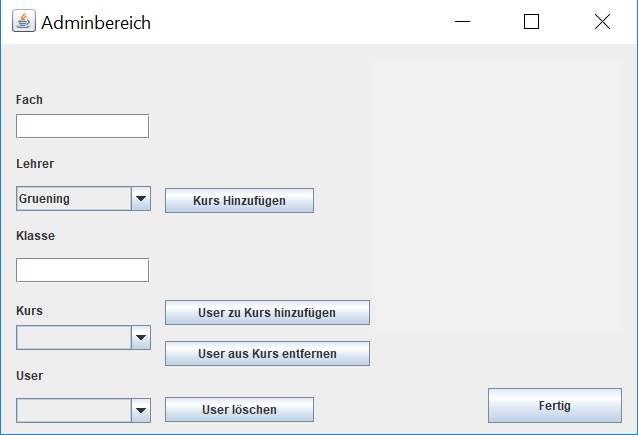 Adminbereich
Fach
Lehrer
Gruening
Kurs Hinzufügen
Klasse
Kurs
User zu Kurs hinzufügen
User aus Kurs entfernen
User
User löschen
Fertig